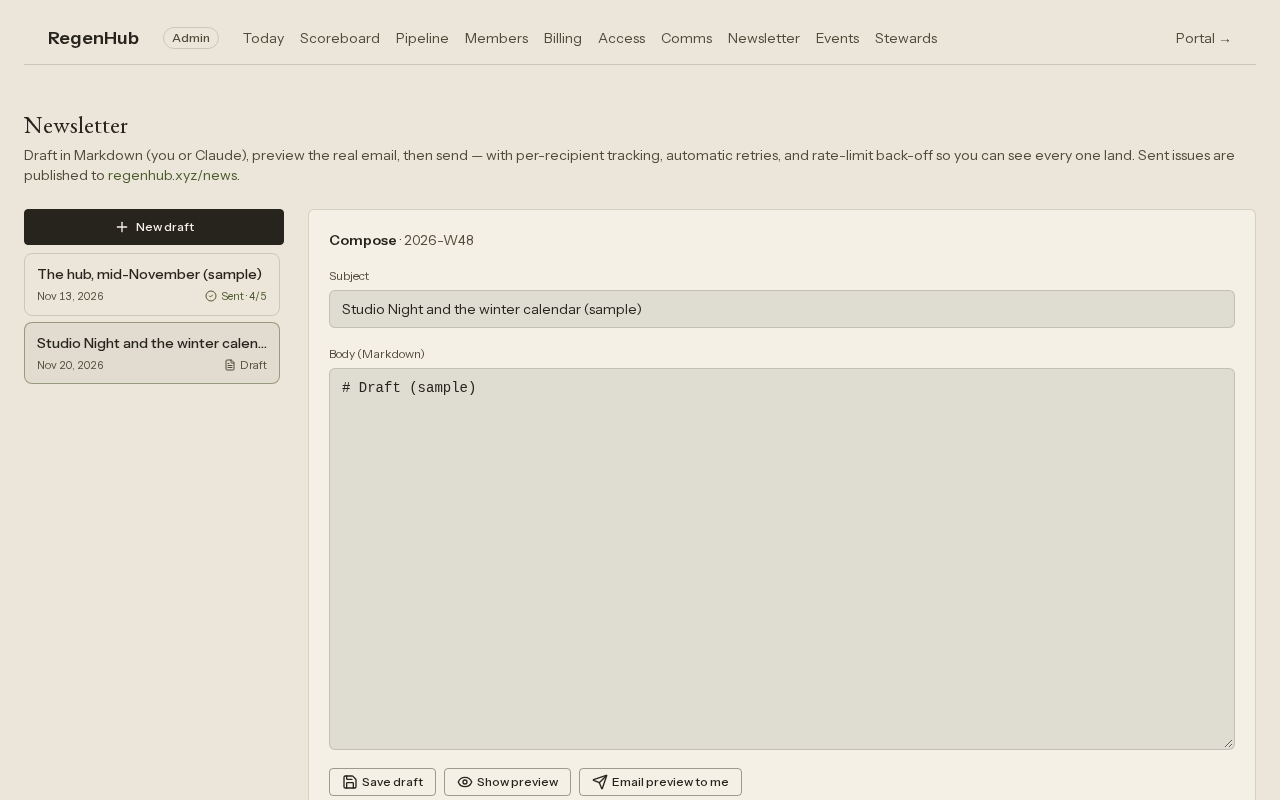 RegenHub Admin Today Scoreboard Pipeline Members Billing Access Comms Newsletter Events Stewards Portal →
Newsletter
Draft in Markdown (you or Claude), preview the real email, then send — with per-recipient tracking, automatic retries, and rate-limit back-off so you can see every one land. Sent issues are
published to regenhub.xyz/news.
New draft
The hub, mid-November (sample)
Nov 13, 2026 Sent · 4/5
Studio Night and the winter calen...
Nov 20, 2026 Draft
Compose · 2026-W48
Subject
Studio Night and the winter calendar (sample)
Body (Markdown)
# Draft (sample)
Save draft Show preview Email preview to me